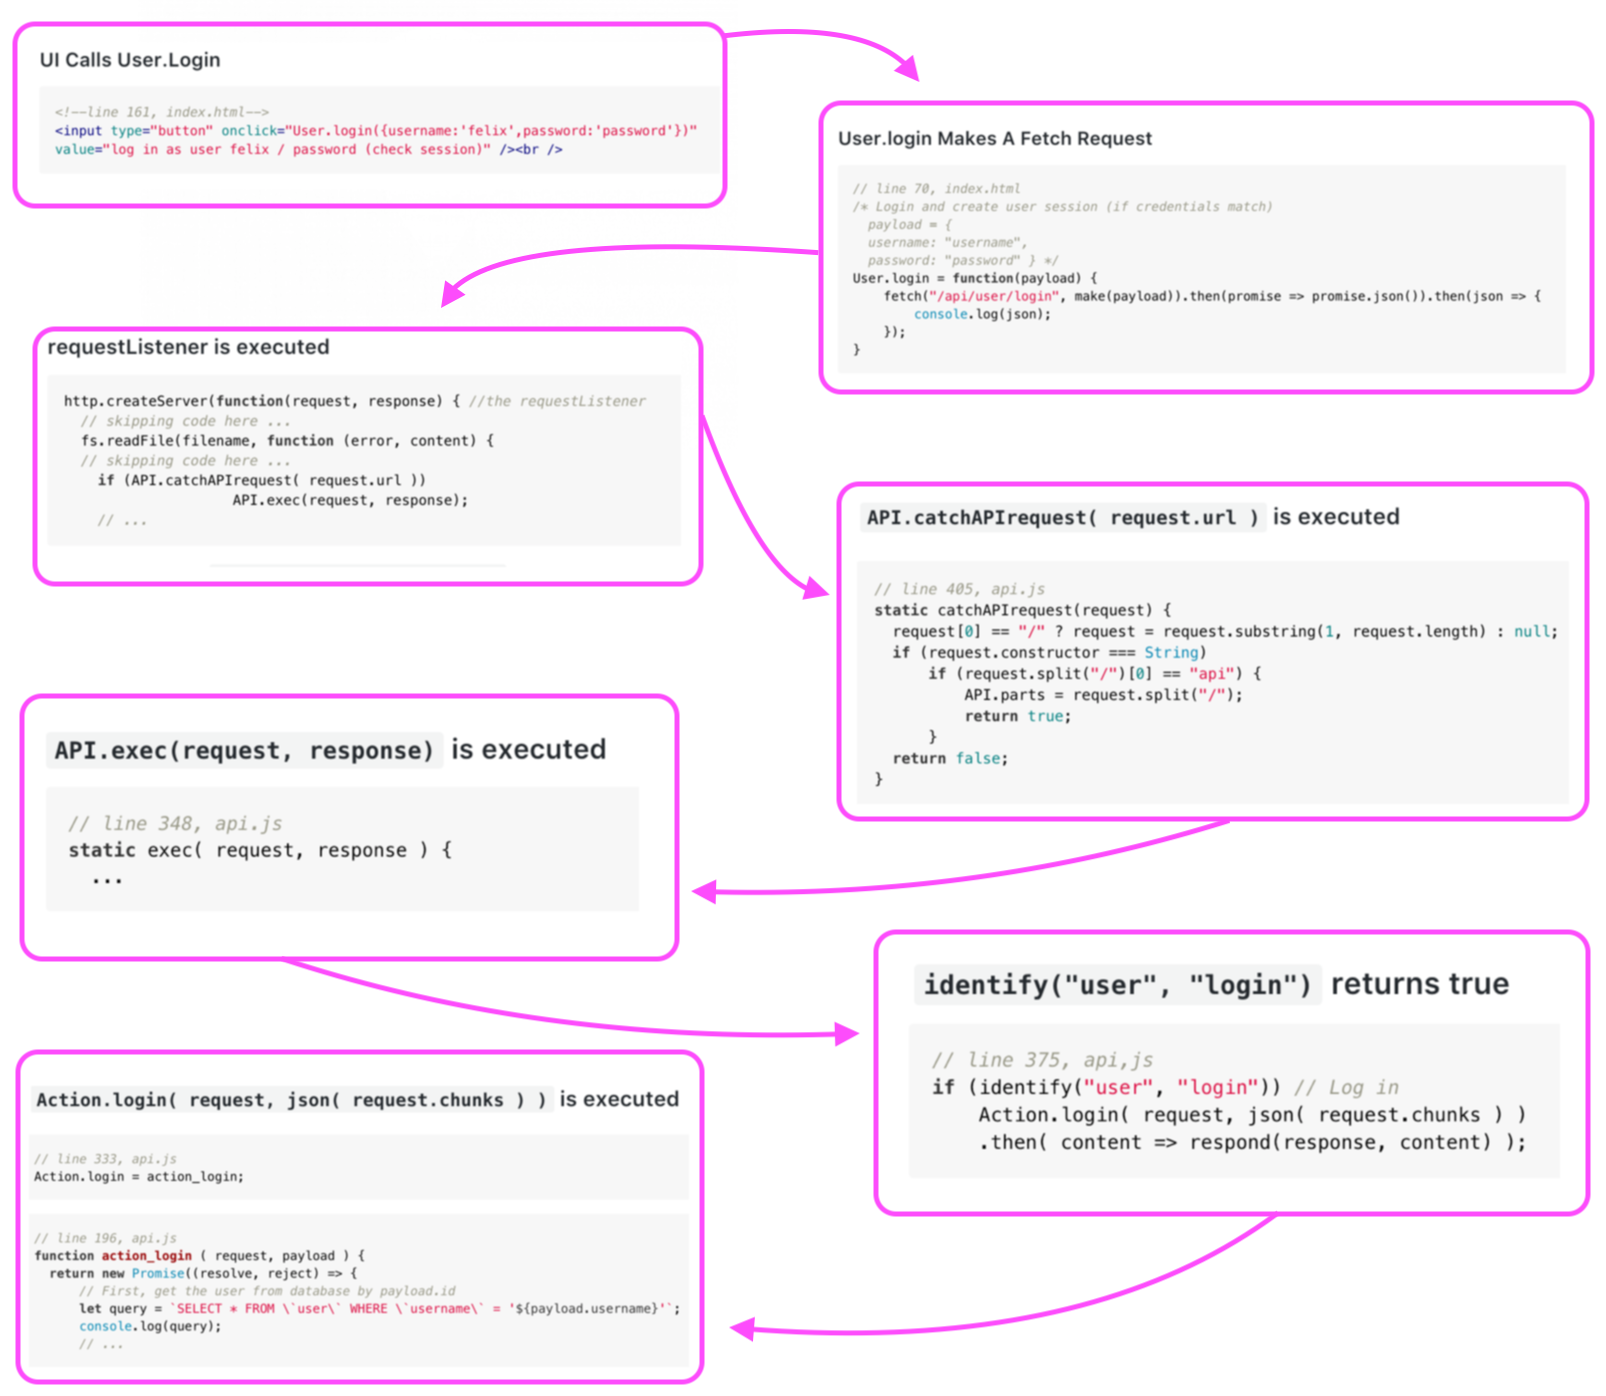 UI Calls User.Login
<!--line 161, index.html-->
<input type="button" onclick="User.login({username:'felix',password:'password'})"
value="log in as user felix / password (check session)" /><br />
User.login Makes A Fetch Request
// line 70, index.html
/* Login and create user session (if credentials match)
payload = {
username: "username",
password: "password" } */
User.login = function(payload) {
fetch("/api/user/login", make(payload)).then(promise => promise.json()).then(json => {
console.log(json);
});
}
requestListener is executed
http.createServer(function(request, response) { //the requestListener
// skipping code here ...
fs.readFile(filename, function (error, content) {
// skipping code here ...
if (API.catchAPIrequest( request.url ))
API.exec(request, response);
// ...
API.catchAPIrequest( request.url ) is executed
// line 405, api.js
static catchAPIrequest(request) {
request[0] == "/" ? request = request.substring(1, request.length) : null;
if (request.constructor === String)
if (request.split("/")[0] == "api") {
API.parts = request.split("/");
return true;
}
return false;
}
API.exec(request, response) is executed
// line 348, api.js
static exec( request, response ) {
...
identify("user", "login") returns true
// line 375, api,js
if (identify("user", "login")) // Log in
Action.login( request, json( request.chunks ) )
.then( content => respond(response, content) );
Action.login( request, json( request.chunks ) ) is executed
// line 333, api.js
Action.login = action_login;
// line 196, api.js
function action_login ( request, payload ) {
return new Promise((resolve, reject) => {
// First, get the user from database by payload.id
let query = `SELECT * FROM \`user\` WHERE \`username\` = '${payload.username}'`;
console.log(query);
// ...